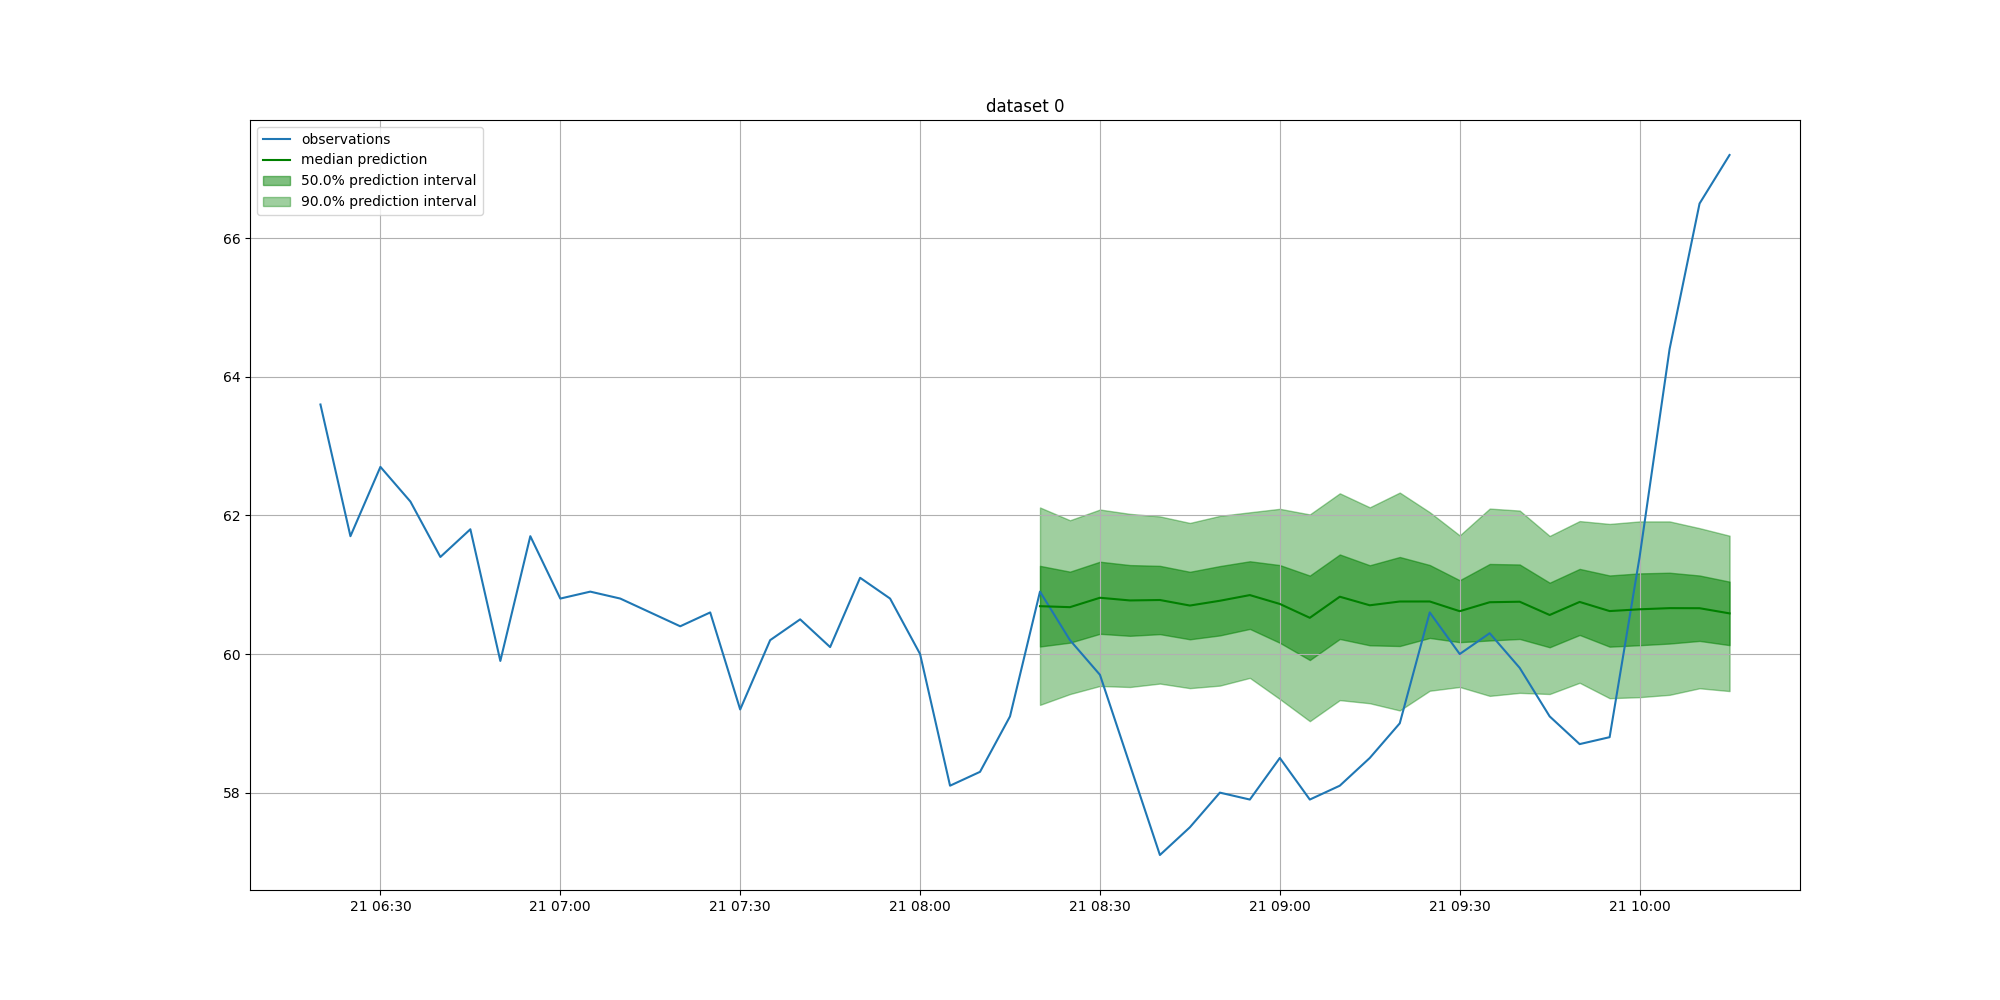 dataset 0
observations
median prediction
50.0% prediction interval
90.0% prediction interval
66
64
62
60
58
21 06:30 21 07:00 21 07:30 21 08:00 21 08:30 21 09:00 21 09:30 21 10:00